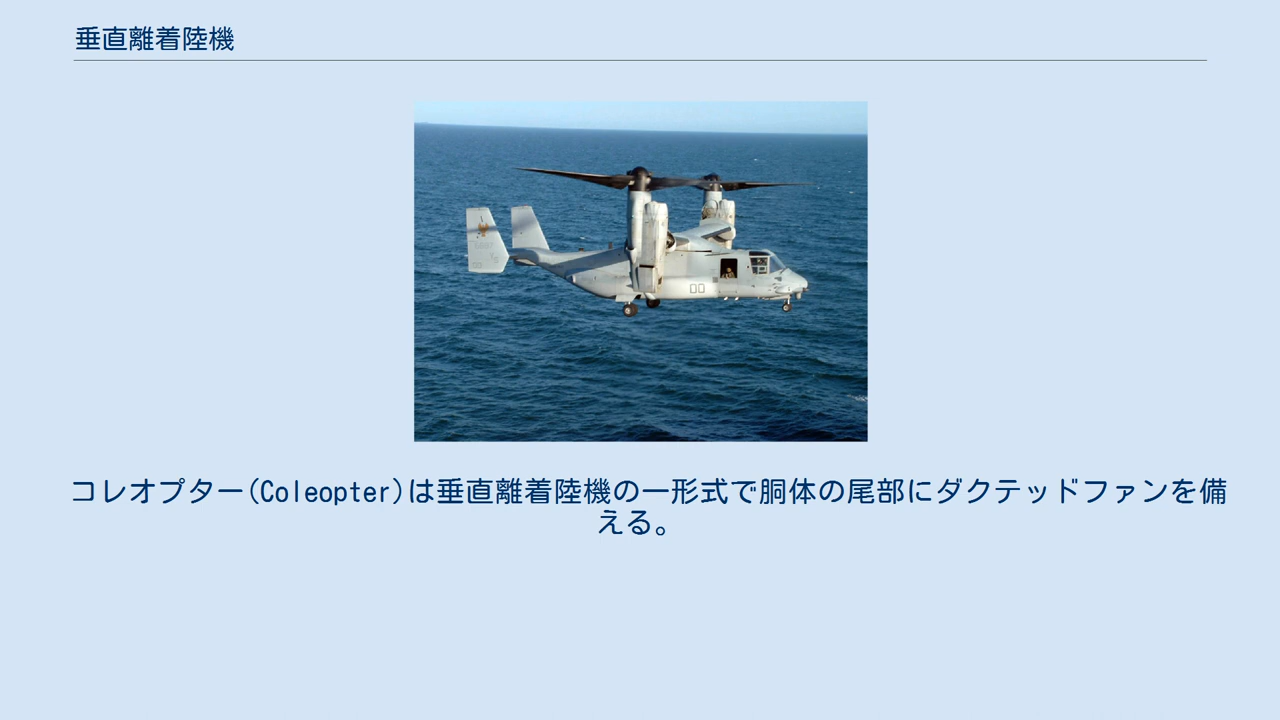 垂直離着陸機
00
コレオプター(Coleopter)は垂直離着陸機の一形式で胴体の尾部にダクテッドファンを備
える。